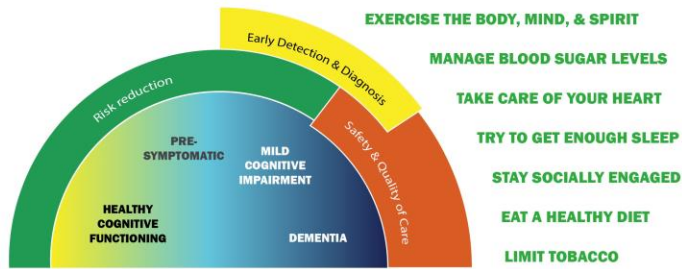 Risk reduction
Early Detection & Diagnosis
Safety & Quality of Care
PRE-
SYMPTOMATIC
MILD
COGNITIVE
IMPAIRMENT
HEALTHY
COGNITIVE
FUNCTIONING
DEMENTIA
EXERCISE THE BODY, MIND, & SPIRIT
MANAGE BLOOD SUGAR LEVELS
TAKE CARE OF YOUR HEART
TRY TO GET ENOUGH SLEEP
STAY SOCIALLY ENGAGED
EAT A HEALTHY DIET
LIMIT TOBACCO